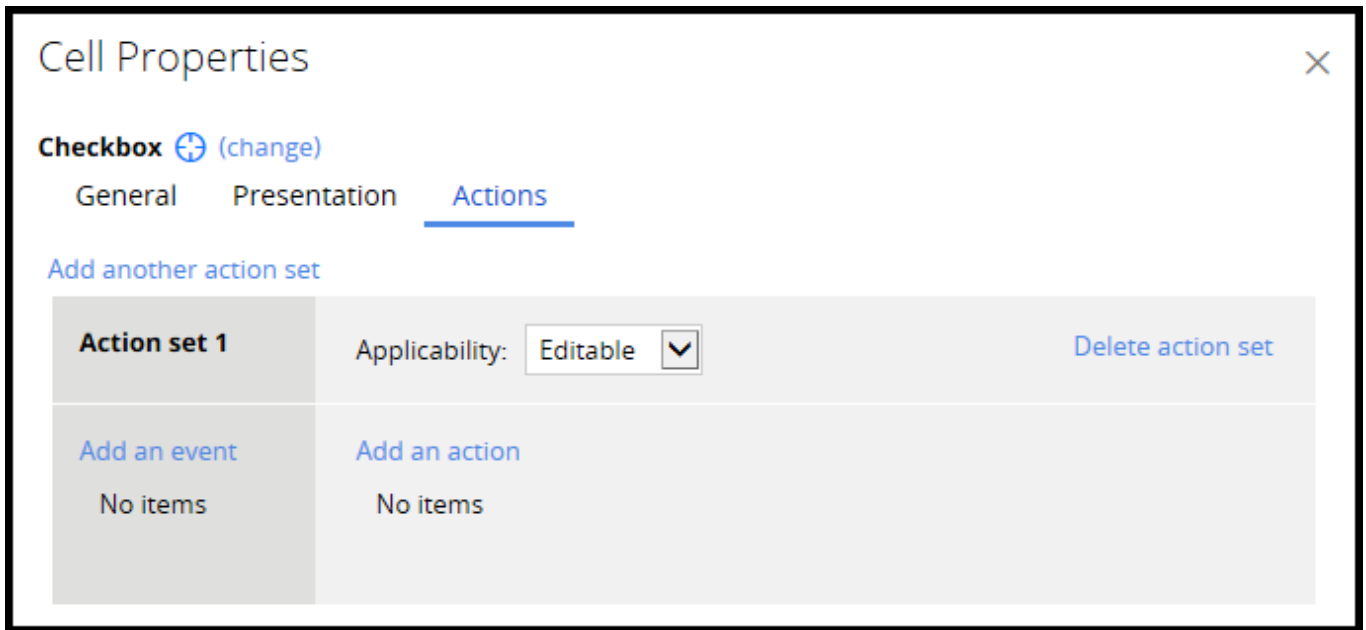 Cell Properties
Checkbox (change)
General Presentation Actions
Add another action set
Action set 1 Applicability: Editable Delete action set
Add an event Add an action
No items No items